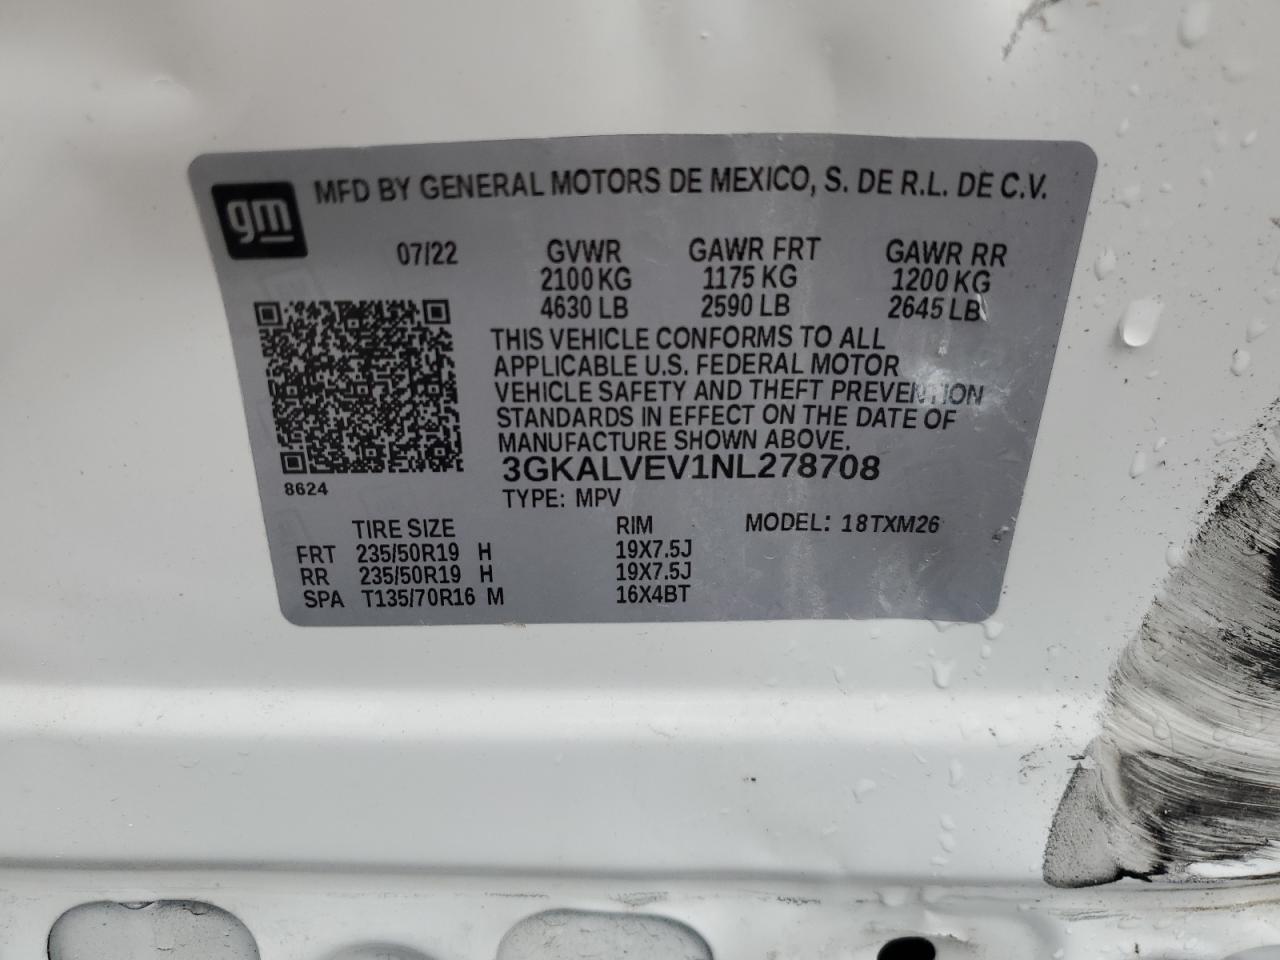 gm
MFD BY GENERAL MOTORS DE MEXICO, S. DE R.L. DE C.V.
07/22 GVWR GAWR FRT GAWR RR
2100 KG 1175 KG 1200 KG
4630 LB 2590 LB 2645 LB
THIS VEHICLE CONFORMS TO ALL
APPLICABLE U.S. FEDERAL MOTOR
VEHICLE SAFETY AND THEFT PREVENTION
STANDARDS IN EFFECT ON THE DATE OF
MANUFACTURE SHOWN ABOVE.
3GKALVEV1NL278708
8624
TYPE: MPV
TIRE SIZE RIM MODEL: 18TXM26
FRT 235/50R19 H 19X7.5J
RR 235/50R19 H 19X7.5J
SPA T135/70R16 M 16X4BT